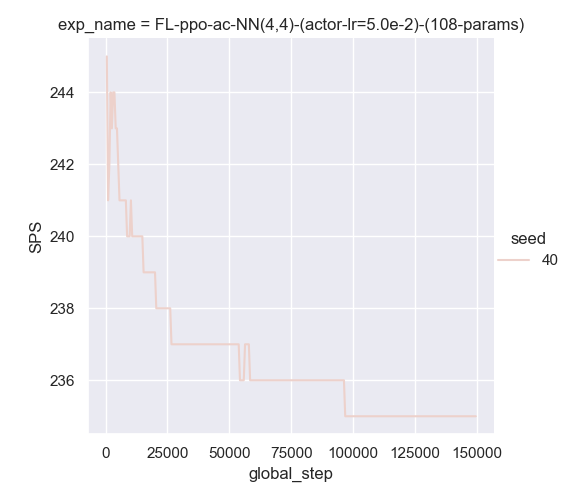 exp_name = FL-ppo-ac-NN(4,4)-(actor-lr=5.0e-2)-(108-params)
244
242
240
238
236
SPS
seed
40
0 25000 50000 75000 100000 125000 150000
global_step